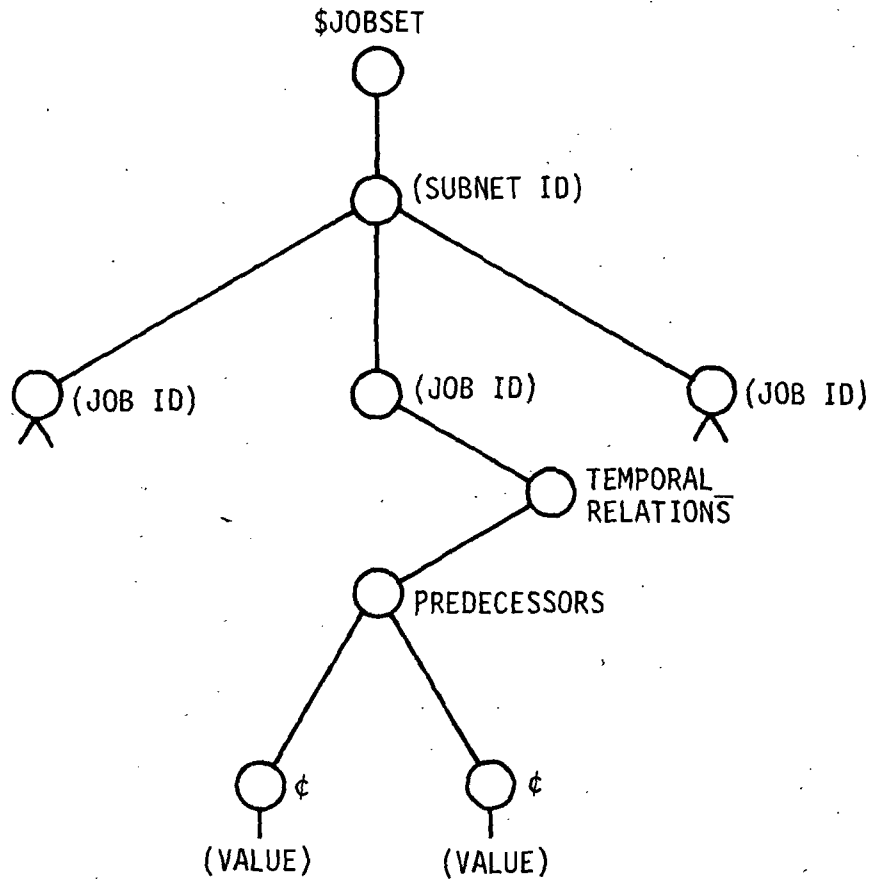 $JOBSET
(SUBNET ID)
(JOB ID)
(JOB ID)
(JOB ID)
TEMPORAL_
RELATIONS
PREDECESSORS
¢
¢
(VALUE)
(VALUE)